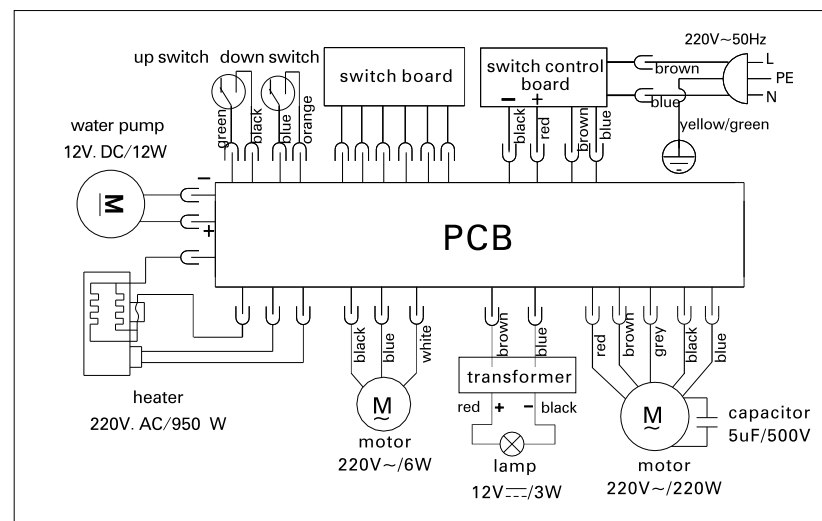 up switch down switch
switch board
switch control
board
220V~50Hz
L
PE
N
brown
blue
yellow/green
green
black
blue
orange
− +
black
red
brown
blue
water pump
12V. DC/12W
M
−
+
PCB
heater
220V. AC/950 W
black
blue
white
M
~
motor
220V~/6W
brown
blue
transformer
red + − black
lamp
12V⎓/3W
red
brown
grey
black
blue
M
~
motor
220V~/220W
capacitor
5uF/500V